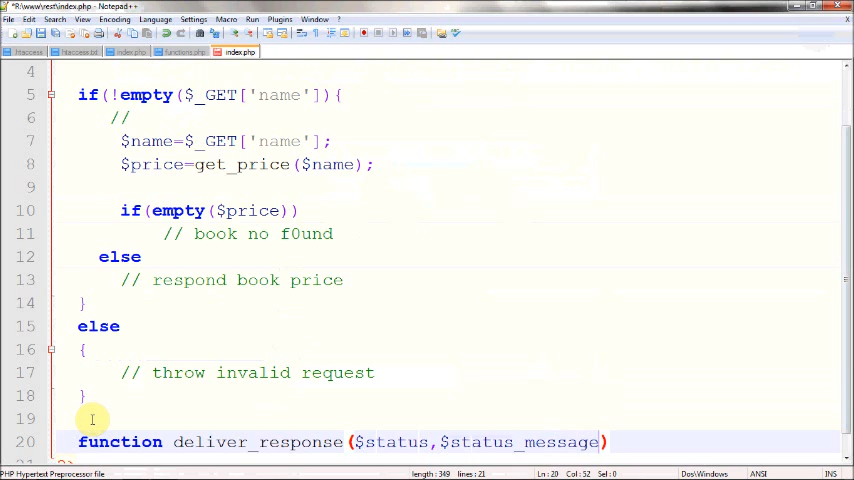 *R:\www\rest\index.php - Notepad++
File Edit Search View Encoding Language Settings Macro Run Plugins Window ?
X
.htaccess htaccess.txt index.php functions.php index.php
4
5 if(!empty($_GET['name']){
6 //
7 $name=$_GET['name'];
8 $price=get_price($name);
9
10 if(empty($price))
11 // book no f0und
12 else
13 // respond book price
14 }
15 else
16 {
17 // throw invalid request
18 }
19
20 function deliver_response($status,$status_message)
21 ?>
PHP Hypertext Preprocessor file length : 349 lines : 21 Ln : 20 Col : 52 Sel : 0 Dos\Windows ANSI INS